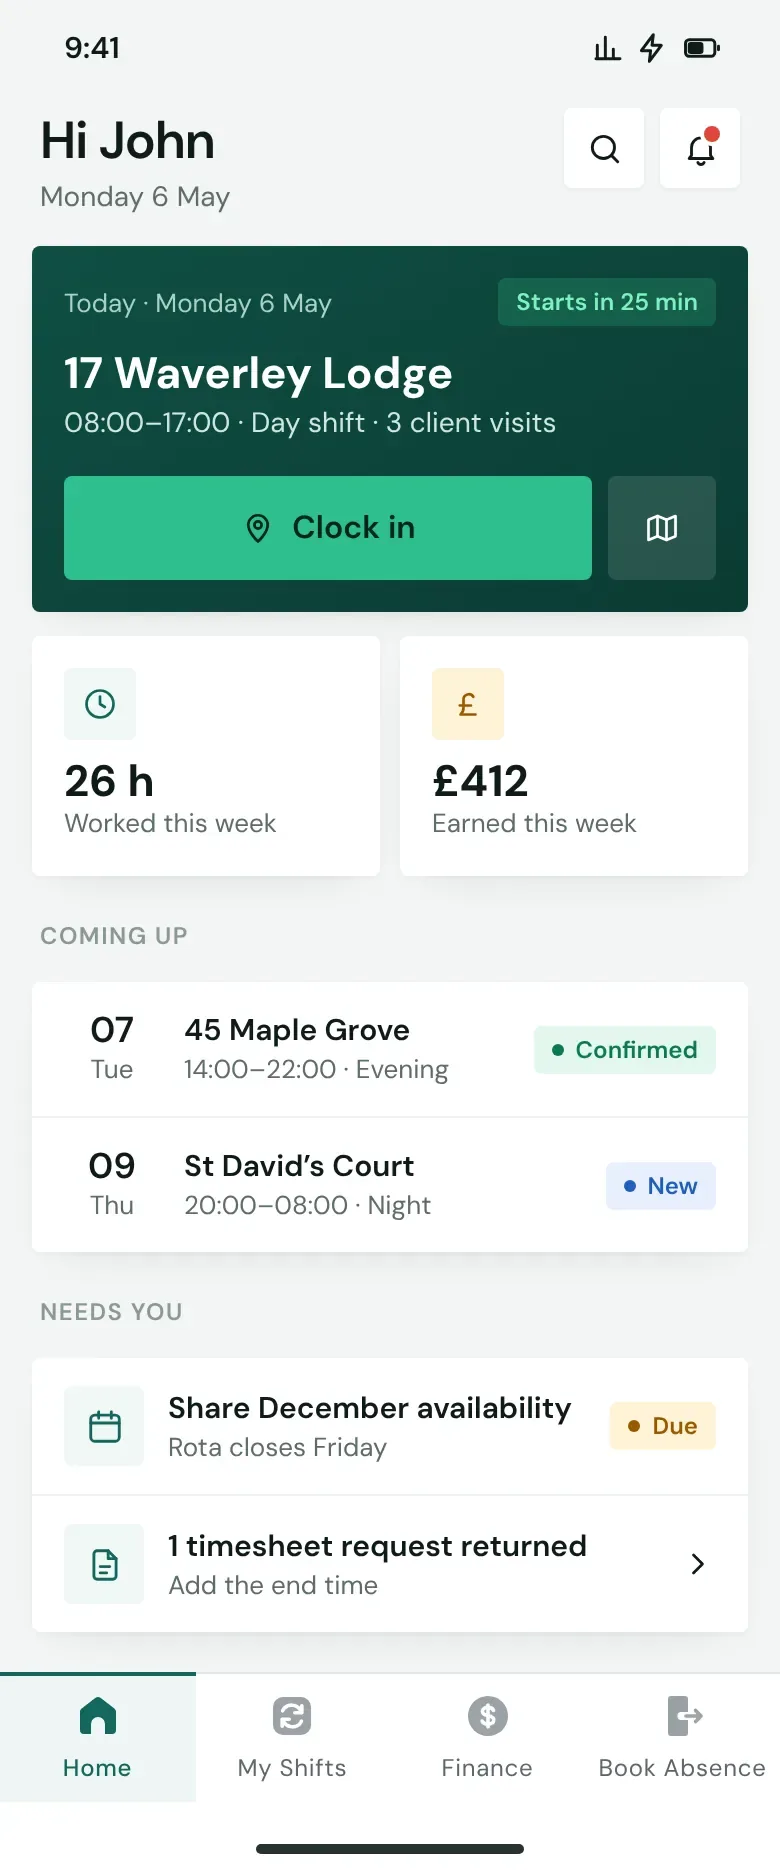 9:41
Hi John
Monday 6 May
Today · Monday 6 May
Starts in 25 min
17 Waverley Lodge
08:00–17:00 · Day shift · 3 client visits
Clock in
£
26 h
Worked this week
£412
Earned this week
COMING UP
07
Tue
45 Maple Grove
14:00–22:00 · Evening
Confirmed
09
Thu
St David’s Court
20:00–08:00 · Night
New
NEEDS YOU
Share December availability
Rota closes Friday
Due
1 timesheet request returned
Add the end time
$
Home
My Shifts
Finance
Book Absence